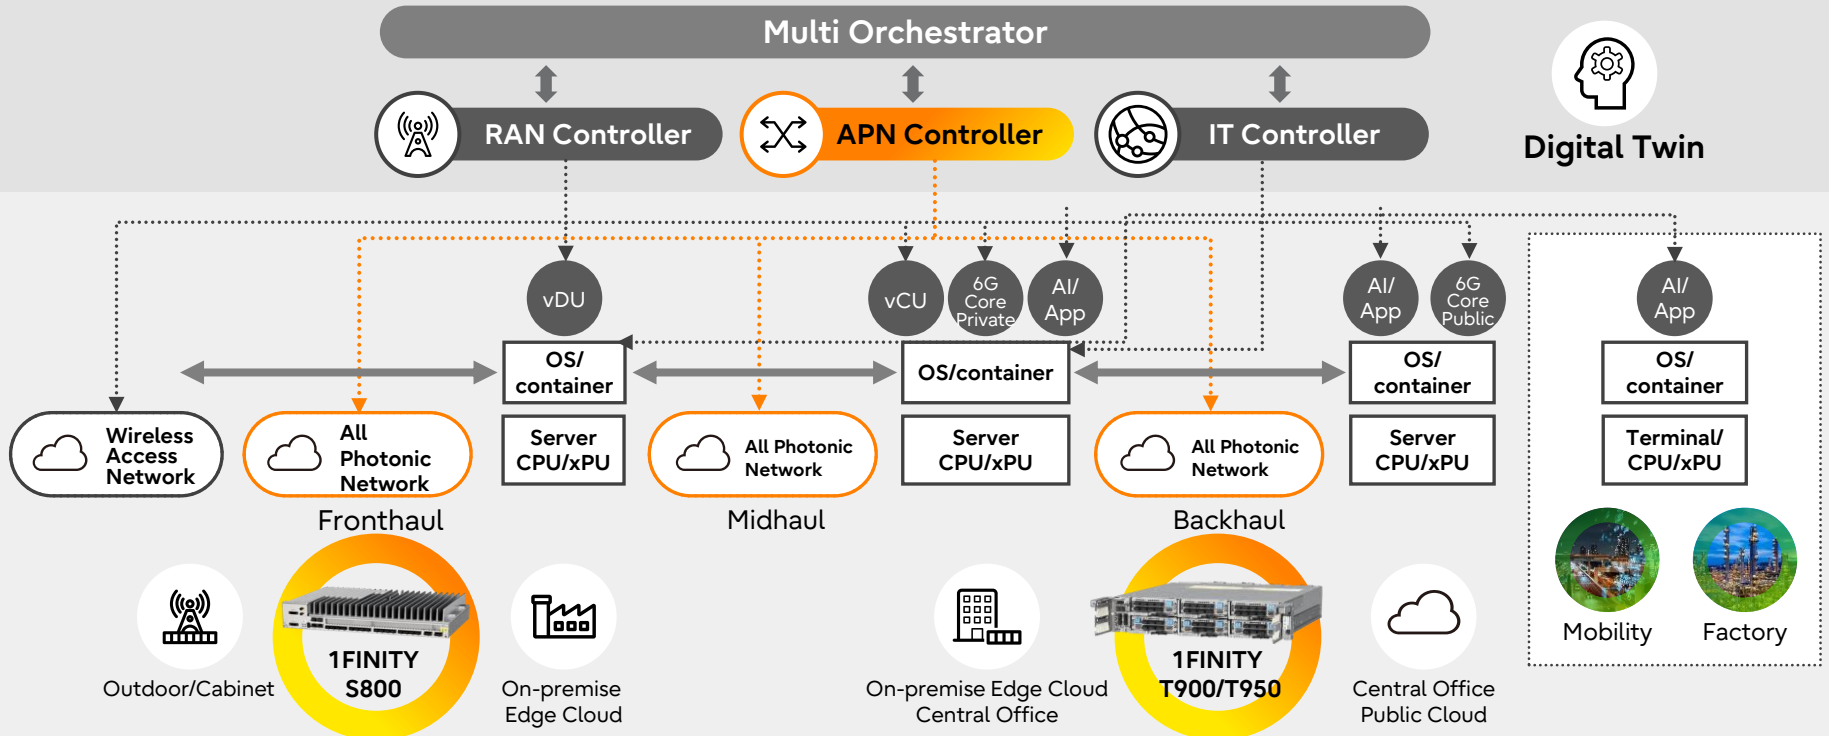 Multi Orchestrator
RAN Controller
APN Controller
IT Controller
Digital Twin
vDU
vCU
6G
Core
Private
AI/
App
AI/
App
6G
Core
Public
AI/
App
OS/
container
OS/container
OS/
container
OS/
container
Wireless
Access
Network
All
Photonic
Network
Server
CPU/xPU
All Photonic
Network
Server
CPU/xPU
All Photonic
Network
Server
CPU/xPU
Terminal/
CPU/xPU
Fronthaul
Midhaul
Backhaul
Outdoor/Cabinet
1FINITY
S800
On-premise
Edge Cloud
On-premise Edge Cloud
Central Office
1FINITY
T900/T950
Central Office
Public Cloud
Mobility
Factory